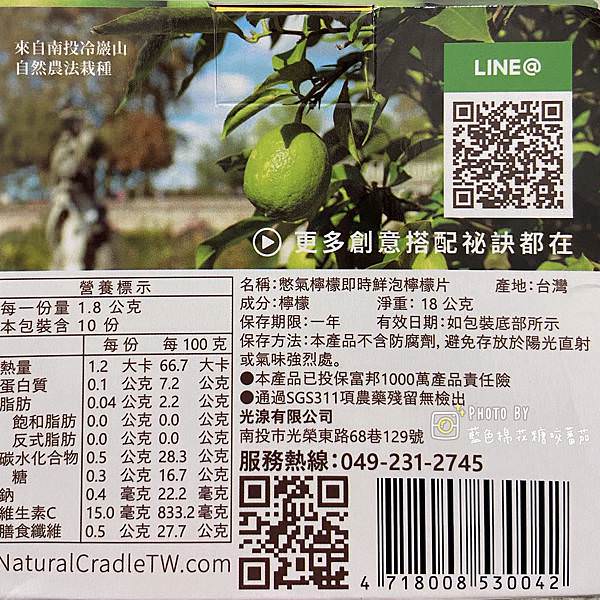 來自南投冷巖山
自然農法栽種
LINE@
更多創意搭配祕訣都在
營養標示
每一份量 1.8 公克
本包裝含 10 份
每份 每 100 克
熱量 1.2 大卡 66.7 大卡
蛋白質 0.1 公克 7.2 公克
脂肪 0.04 公克 2.2 公克
飽和脂肪 0.0 公克 0.0 公克
反式脂肪 0.0 公克 0.0 公克
碳水化合物 0.5 公克 28.3 公克
糖 0.3 公克 16.7 公克
鈉 0.4 毫克 22.2 毫克
維生素C 15.0 毫克 833.2 毫克
膳食纖維 0.5 公克 27.7 公克
NaturalCradleTW.com
名稱:憋氣檸檬即時鮮泡檸檬片 產地:台灣
成分:檸檬 淨重: 18 公克
保存期限:一年 有效日期:如包裝底部所示
保存方法:本產品不含防腐劑, 避免存放於陽光直射
或氣味強烈處。
●本產品已投保富邦1000萬產品責任險
●通過SGS311項農藥殘留無檢出
光湶有限公司
南投市光榮東路68巷129號
服務熱線:049-231-2745
4 718008 530042
PHOTO BY
藍色棉花糖咬蕃茄